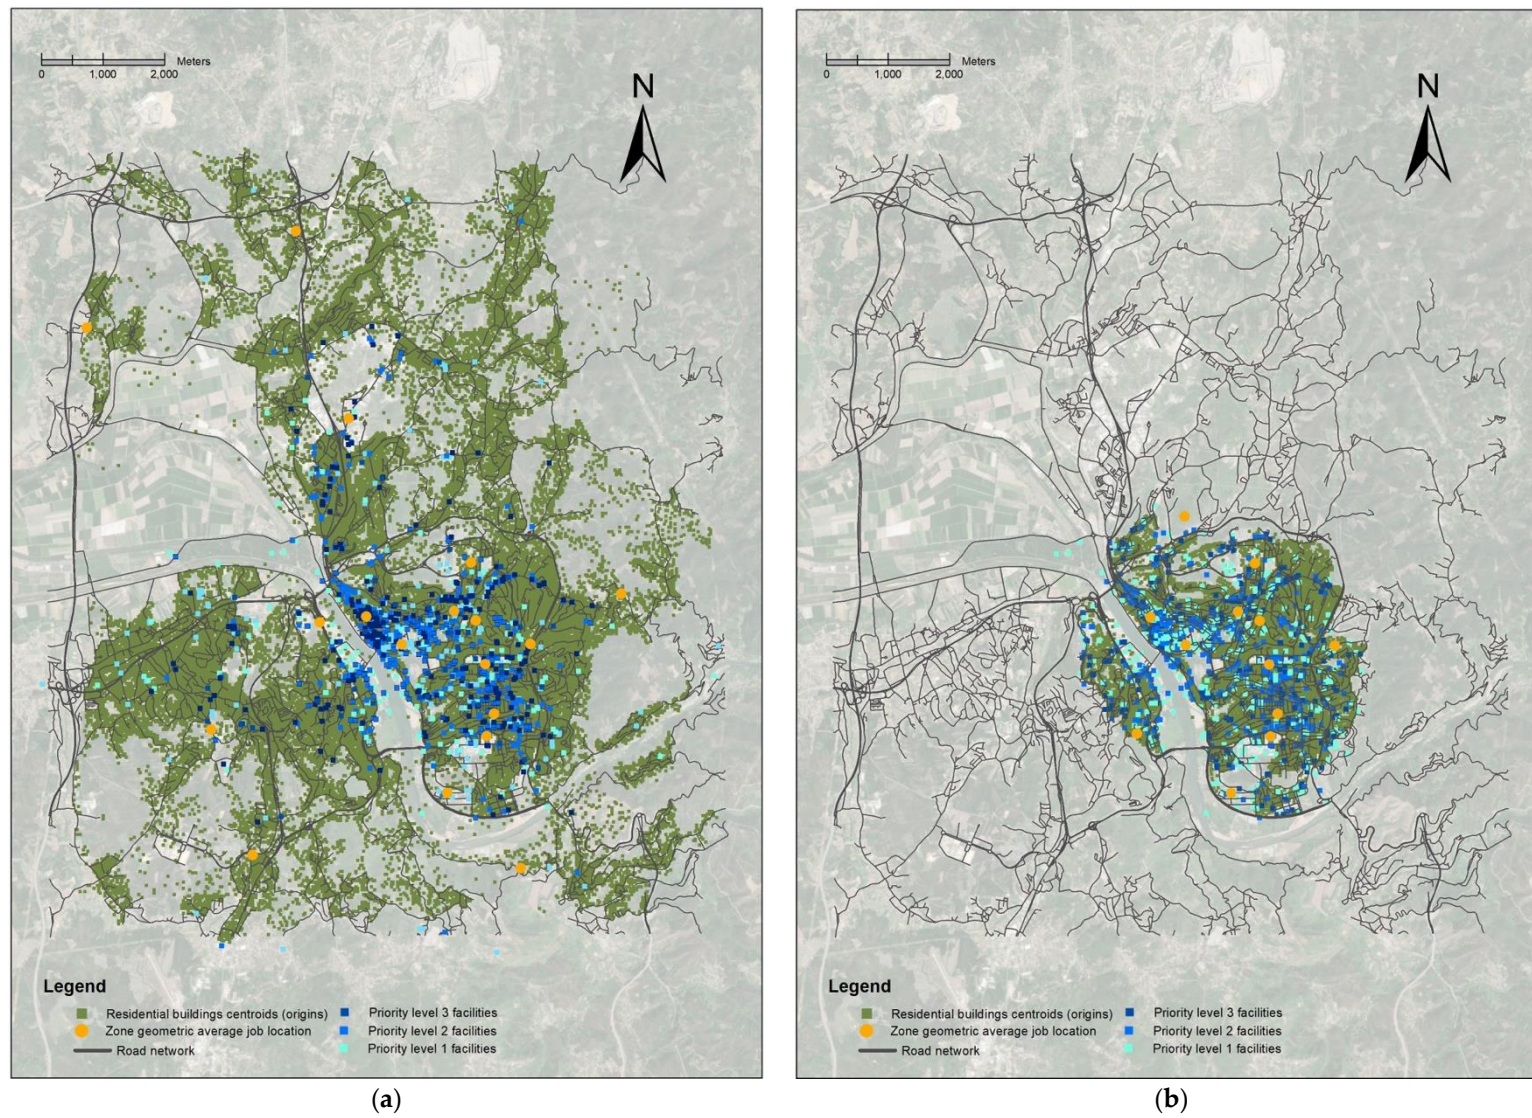 Meters
0 1,000 2,000
N
Legend
Residential buildings centroids (origins)
Zone geometric average job location
Road network
Priority level 3 facilities
Priority level 2 facilities
Priority level 1 facilities
(a)
Meters
0 1,000 2,000
N
Legend
Residential buildings centroids (origins)
Zone geometric average job location
Road network
Priority level 3 facilities
Priority level 2 facilities
Priority level 1 facilities
(b)